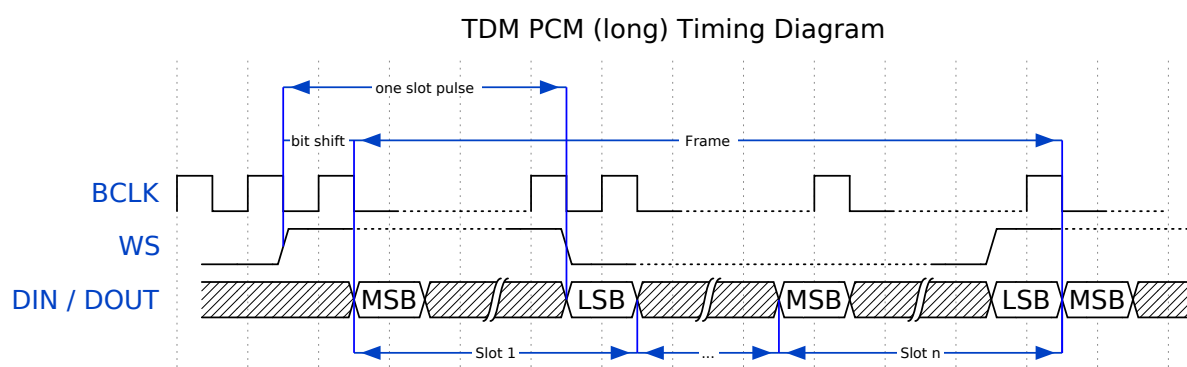 TDM PCM (long) Timing Diagram
one slot pulse
bit shift
Frame
BCLK
WS
DIN / DOUT
MSB
LSB
MSB
LSB
MSB
Slot 1
...
Slot n